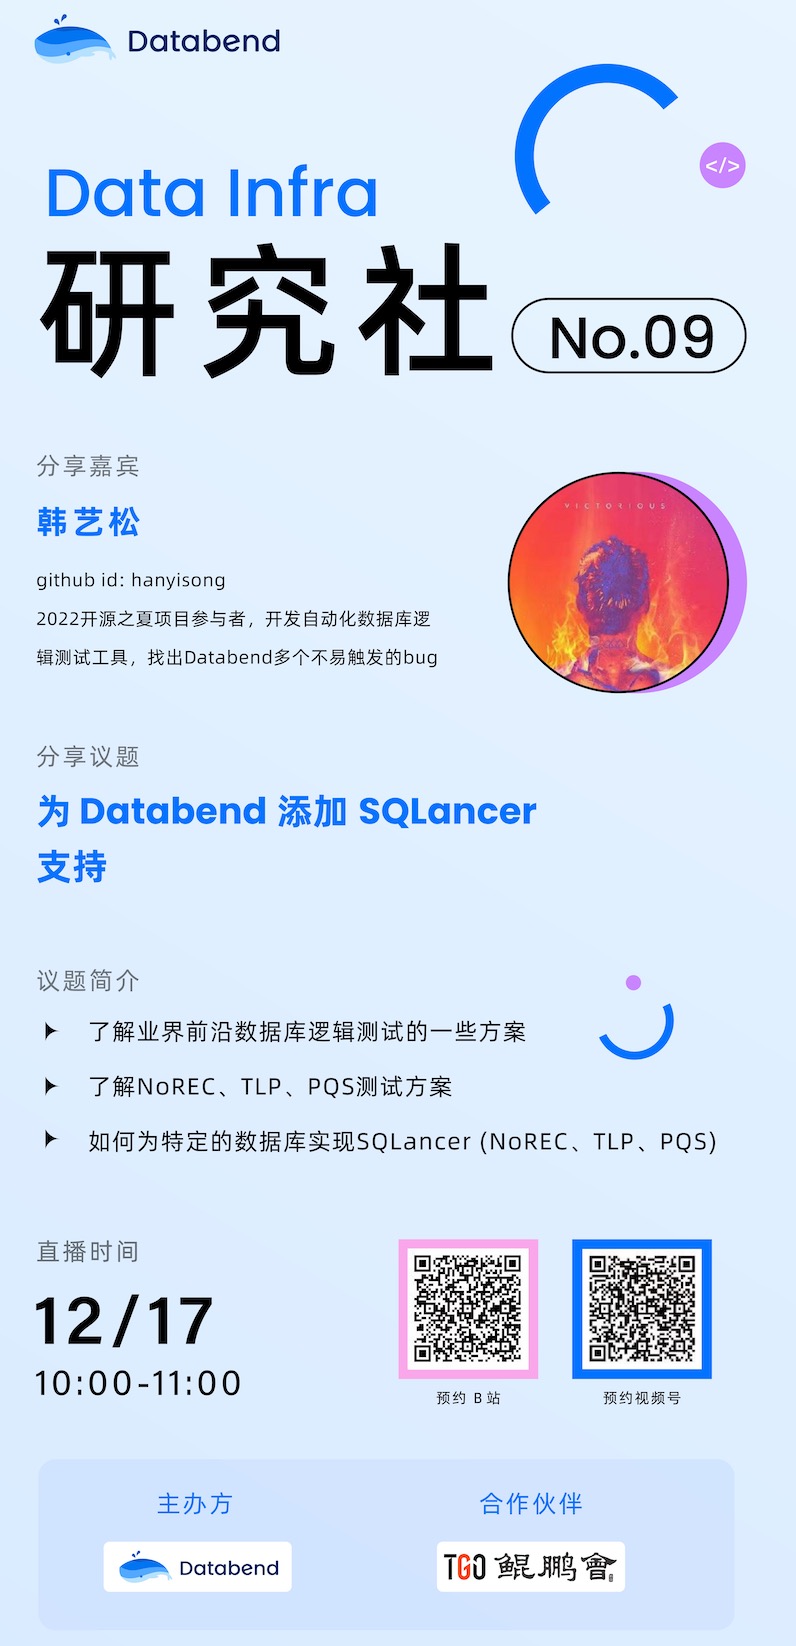 Databend
</>
Data Infra
研究社
No.09
分享嘉宾
韩艺松
github id: hanyisong
2022开源之夏项目参与者，开发自动化数据库逻
辑测试工具，找出Databend多个不易触发的bug
VICTORIOUS
分享议题
为 Databend 添加 SQLancer
支持
议题简介
了解业界前沿数据库逻辑测试的一些方案
了解NoREC、TLP、PQS测试方案
如何为特定的数据库实现SQLancer (NoREC、TLP、PQS)
直播时间
12/17
10:00-11:00
预约 B 站
预约视频号
主办方
合作伙伴
Databend
TGO 鲲鹏會